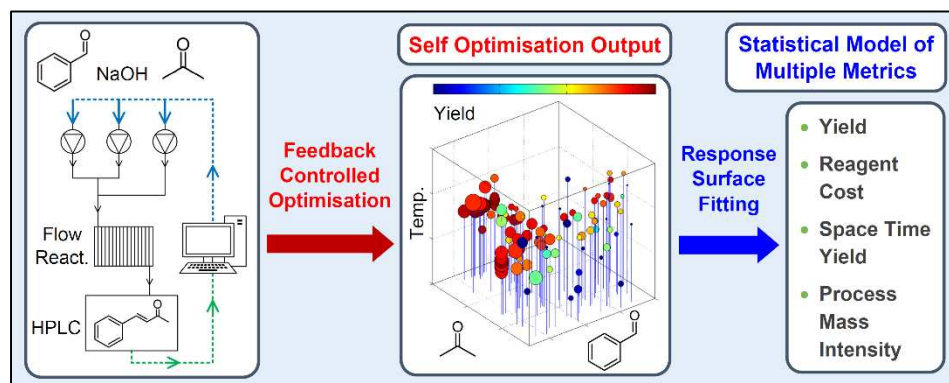 NaOH
Flow
React.
HPLC
O
O
O
Feedback
Controlled
Optimisation
Self Optimisation Output
Yield
Temp.
O
O
Response
Surface
Fitting
Statistical Model of
Multiple Metrics
• Yield
• Reagent
Cost
• Space Time
Yield
• Process
Mass
Intensity